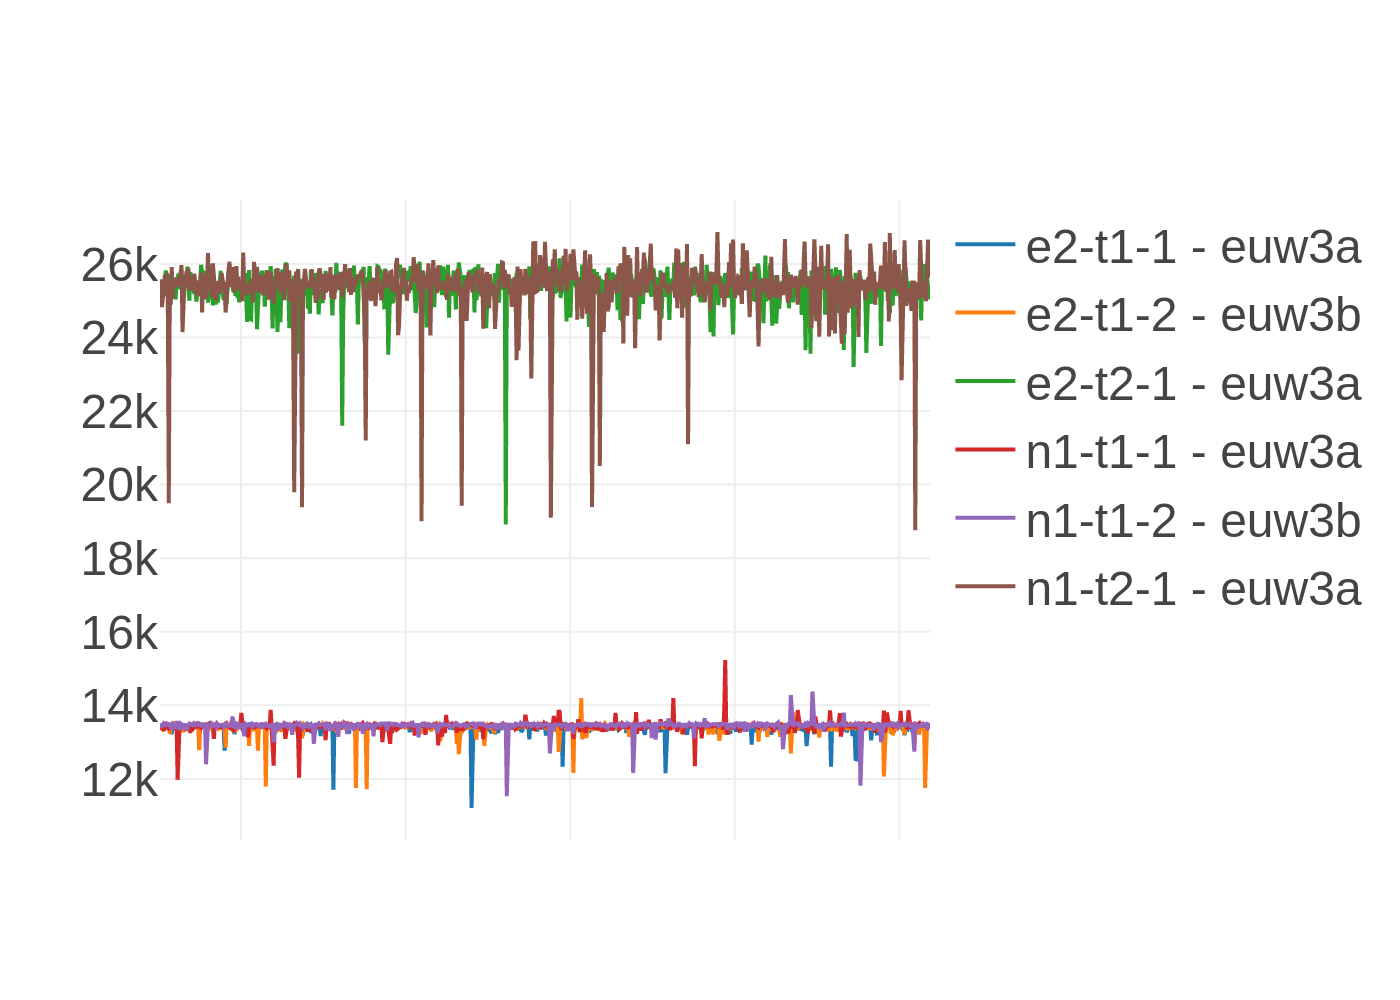 26k
24k
22k
20k
18k
16k
14k
12k
e2-t1-1 - euw3a
e2-t1-2 - euw3b
e2-t2-1 - euw3a
n1-t1-1 - euw3a
n1-t1-2 - euw3b
n1-t2-1 - euw3a